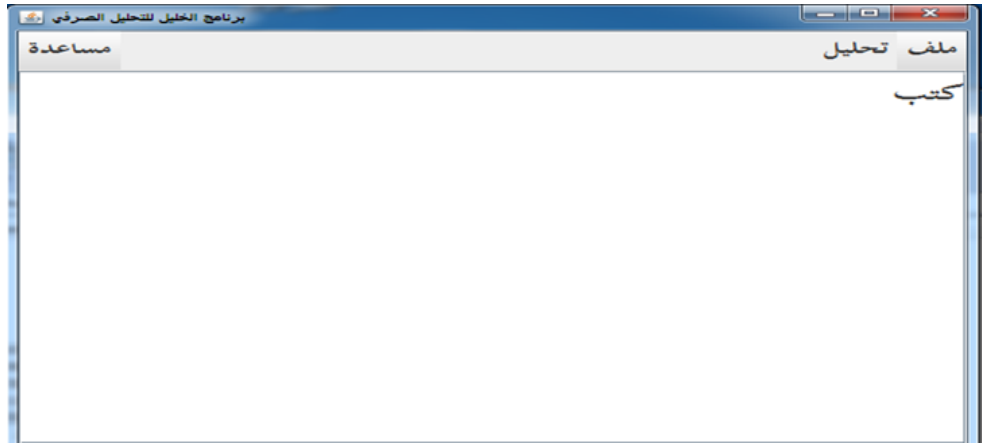 برنامج الخليل للتحليل الصرفي
ملف تحليل مساعدة
كتب